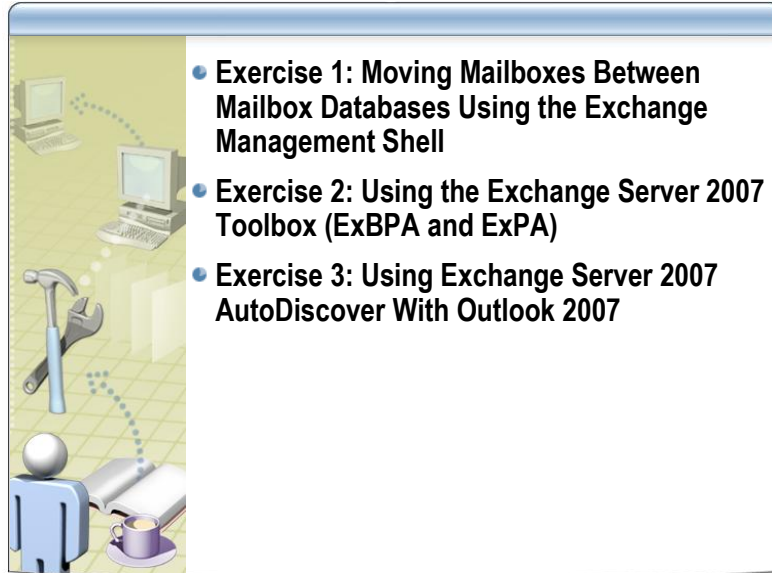 Exercise 1: Moving Mailboxes Between
Mailbox Databases Using the Exchange
Management Shell
Exercise 2: Using the Exchange Server 2007
Toolbox (ExBPA and ExPA)
Exercise 3: Using Exchange Server 2007
AutoDiscover With Outlook 2007